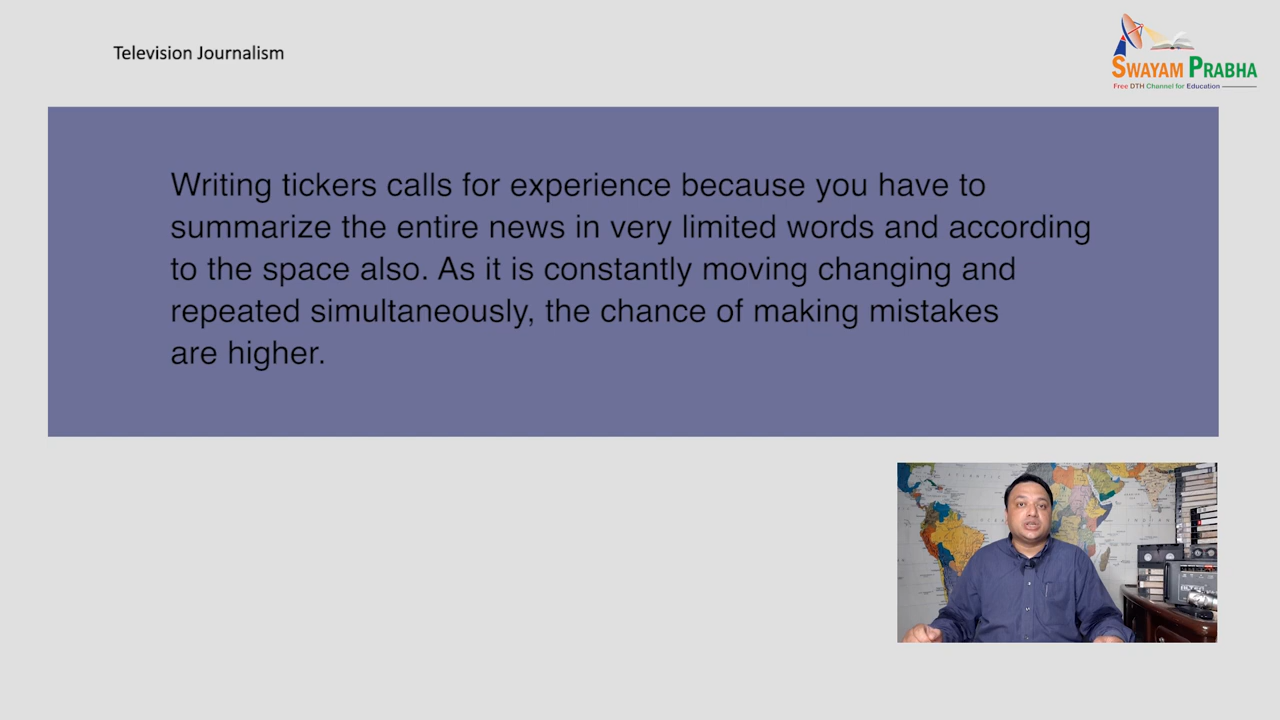 Television Journalism
SWAYAM PRABHA
Free DTH Channel for Education
Writing tickers calls for experience because you have to
summarize the entire news in very limited words and according
to the space also. As it is constantly moving changing and
repeated simultaneously, the chance of making mistakes
are higher.